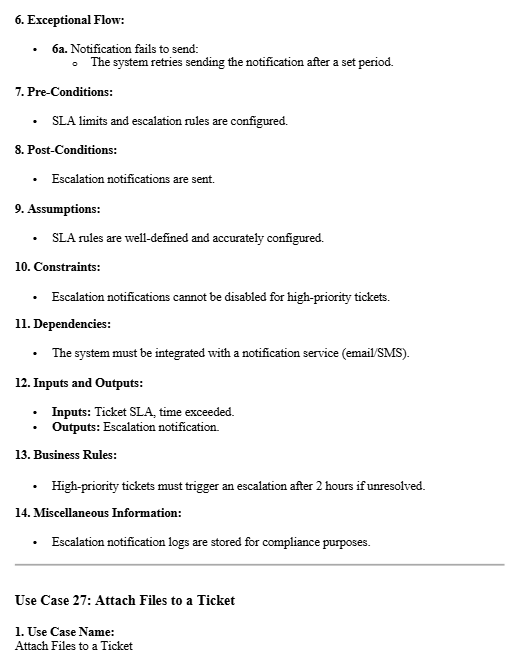 6. Exceptional Flow:
• 6a. Notification fails to send:
o The system retries sending the notification after a set period.
7. Pre-Conditions:
• SLA limits and escalation rules are configured.
8. Post-Conditions:
• Escalation notifications are sent.
9. Assumptions:
• SLA rules are well-defined and accurately configured.
10. Constraints:
• Escalation notifications cannot be disabled for high-priority tickets.
11. Dependencies:
• The system must be integrated with a notification service (email/SMS).
12. Inputs and Outputs:
• Inputs: Ticket SLA, time exceeded.
• Outputs: Escalation notification.
13. Business Rules:
• High-priority tickets must trigger an escalation after 2 hours if unresolved.
14. Miscellaneous Information:
• Escalation notification logs are stored for compliance purposes.
Use Case 27: Attach Files to a Ticket
1. Use Case Name:
Attach Files to a Ticket